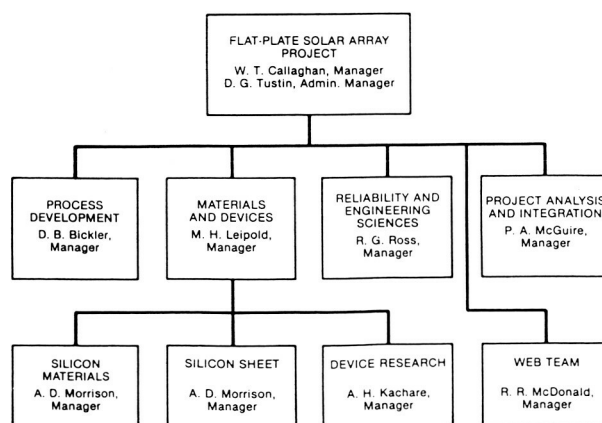 FLAT-PLATE SOLAR ARRAY
PROJECT
W. T. Callaghan, Manager
D. G. Tustin, Admin. Manager
PROCESS
DEVELOPMENT
D. B. Bickler,
Manager
MATERIALS
AND DEVICES
M. H. Leipold,
Manager
RELIABILITY AND
ENGINEERING
SCIENCES
R. G. Ross,
Manager
PROJECT ANALYSIS
AND INTEGRATION
P. A. McGuire,
Manager
SILICON
MATERIALS
A. D. Morrison,
Manager
SILICON SHEET
A. D. Morrison,
Manager
DEVICE RESEARCH
A. H. Kachare,
Manager
WEB TEAM
R. R. McDonald,
Manager